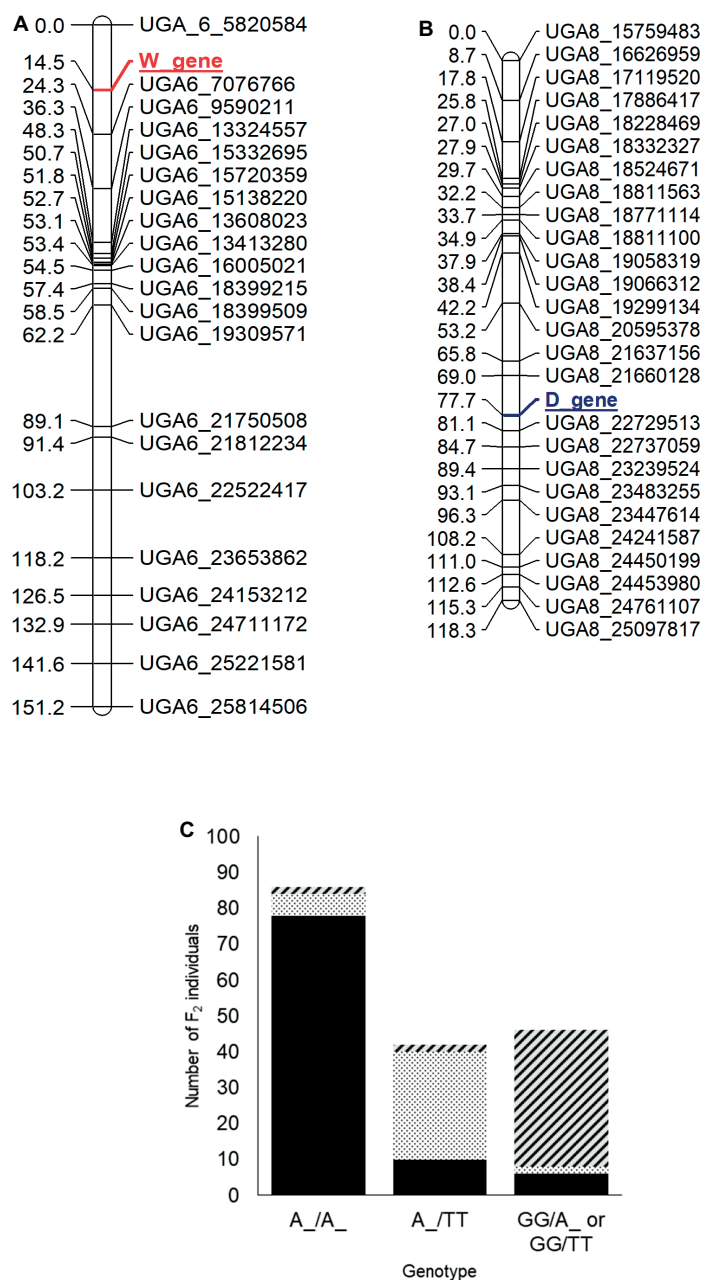 A
0.0 UGA_6_5820584
14.5 W_gene
24.3 UGA6_7076766
36.3 UGA6_9590211
48.3 UGA6_13324557
50.7 UGA6_15332695
51.8 UGA6_15720359
52.7 UGA6_15138220
53.1 UGA6_13608023
53.4 UGA6_13413280
54.5 UGA6_16005021
57.4 UGA6_18399215
58.5 UGA6_18399509
62.2 UGA6_19309571
89.1 UGA6_21750508
91.4 UGA6_21812234
103.2 UGA6_22522417
118.2 UGA6_23653862
126.5 UGA6_24153212
132.9 UGA6_24711172
141.6 UGA6_25221581
151.2 UGA6_25814506
B
0.0 UGA8_15759483
8.7 UGA8_16626959
17.8 UGA8_17119520
25.8 UGA8_17886417
27.0 UGA8_18228469
27.9 UGA8_18332327
29.7 UGA8_18524671
32.2 UGA8_18811563
33.7 UGA8_18771114
34.9 UGA8_18811100
37.9 UGA8_19058319
38.4 UGA8_19066312
42.2 UGA8_19299134
53.2 UGA8_20595378
65.8 UGA8_21637156
69.0 UGA8_21660128
77.7 D_gene
81.1 UGA8_22729513
84.7 UGA8_22737059
89.4 UGA8_23239524
93.1 UGA8_23483255
96.3 UGA8_23447614
108.2 UGA8_24241587
111.0 UGA8_24450199
112.6 UGA8_24453980
115.3 UGA8_24761107
118.3 UGA8_25097817
C
Number of F₂ individuals
100
90
80
70
60
50
40
30
20
10
0
A_/A_
A_/TT
GG/A_ or
GG/TT
Genotype